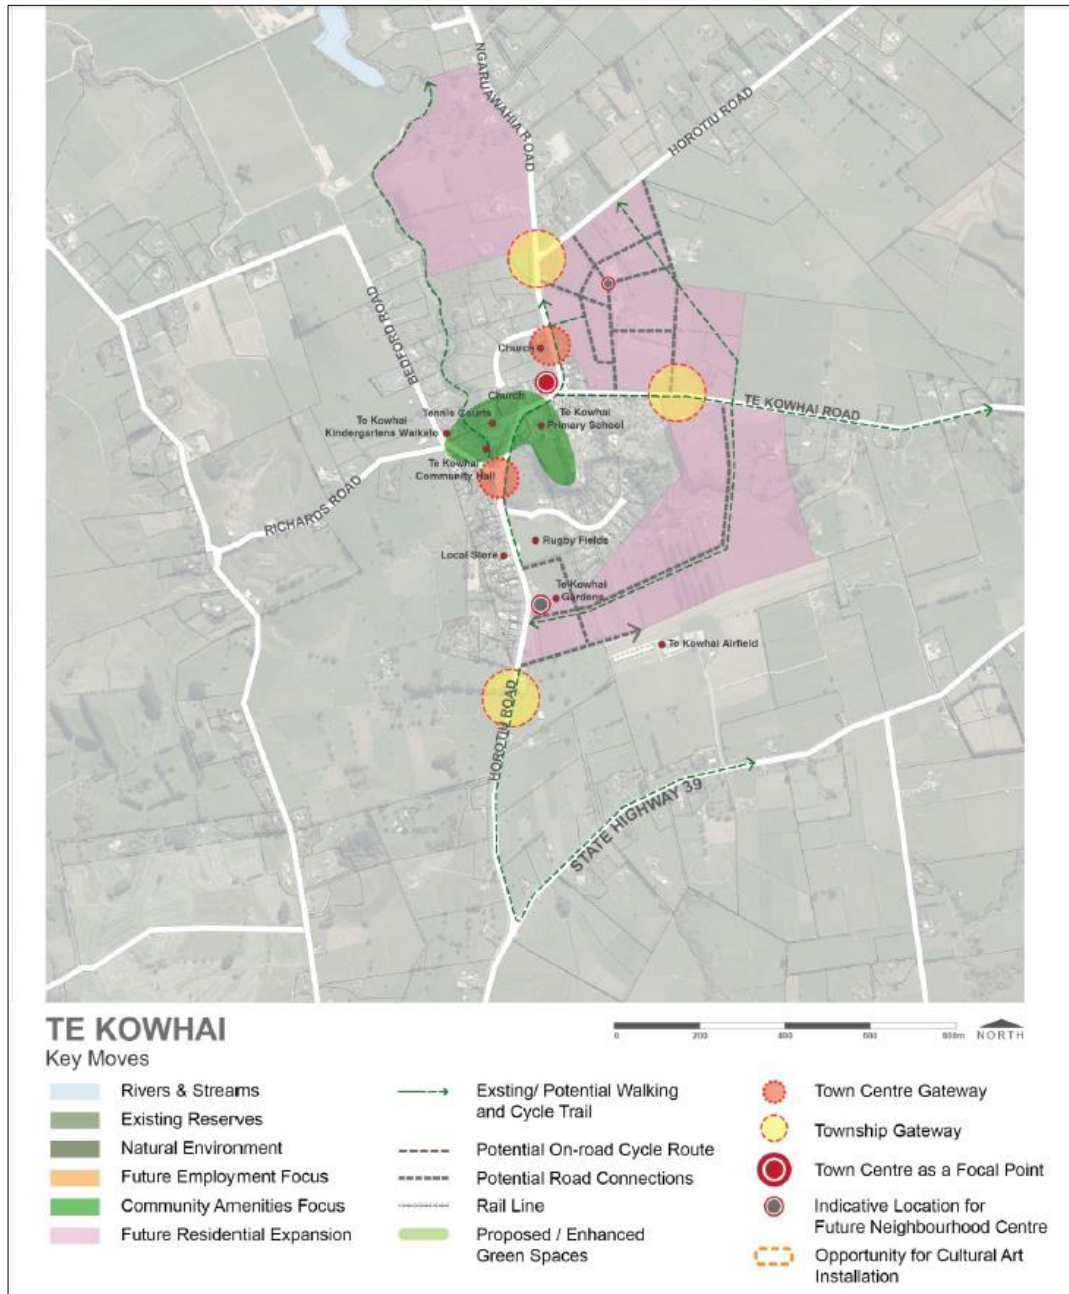 NGARUAWAHIA ROAD
HOROTIU ROAD
BEDFORD ROAD
Church
Church
Tennis Courts
Te Kowhai
Kindergartens Waikato
Te Kowhai
Primary School
TE KOWHAI ROAD
Te Kowhai
Community Hall
RICHARDS ROAD
Rugby Fields
Local Store
Te Kowhai
Gardens
Te Kowhai Airfield
HOROTIU ROAD
STATE HIGHWAY 39
TE KOWHAI
Key Moves
0 200 400 600 800m
NORTH
Rivers & Streams
Existing Reserves
Natural Environment
Future Employment Focus
Community Amenities Focus
Future Residential Expansion
Exsting/ Potential Walking
and Cycle Trail
Potential On-road Cycle Route
Potential Road Connections
Rail Line
Proposed / Enhanced
Green Spaces
Town Centre Gateway
Township Gateway
Town Centre as a Focal Point
Indicative Location for
Future Neighbourhood Centre
Opportunity for Cultural Art
Installation